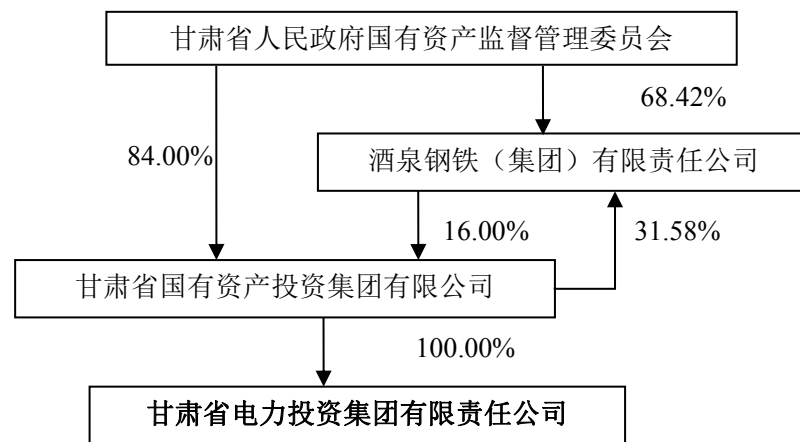 甘肃省人民政府国有资产监督管理委员会
68.42%
84.00%
酒泉钢铁（集团）有限责任公司
16.00%
31.58%
甘肃省国有资产投资集团有限公司
100.00%
甘肃省电力投资集团有限责任公司